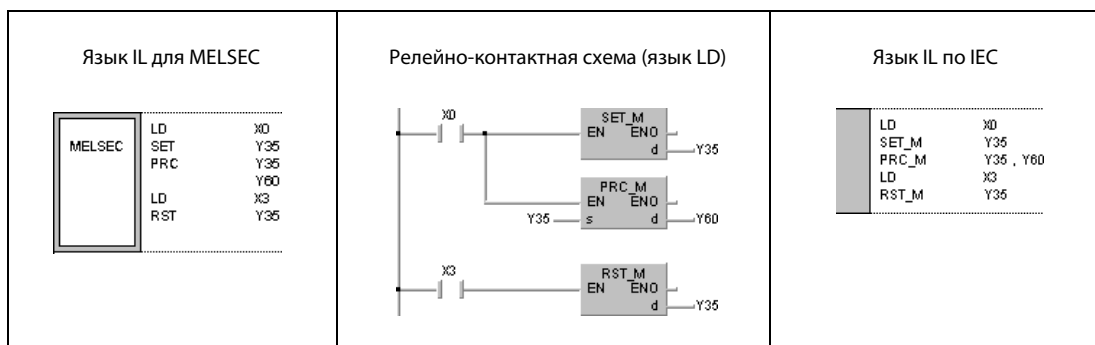 Язык IL для MELSEC
MELSEC
LD X0
SET Y35
PRC Y35
Y60
LD X3
RST Y35
Релейно-контактная схема (язык LD)
X0
SET_M
EN ENO
d Y35
PRC_M
EN ENO
Y35 s d Y60
X3
RST_M
EN ENO
d Y35
Язык IL по IEC
LD X0
SET_M Y35
PRC_M Y35 , Y60
LD X3
RST_M Y35